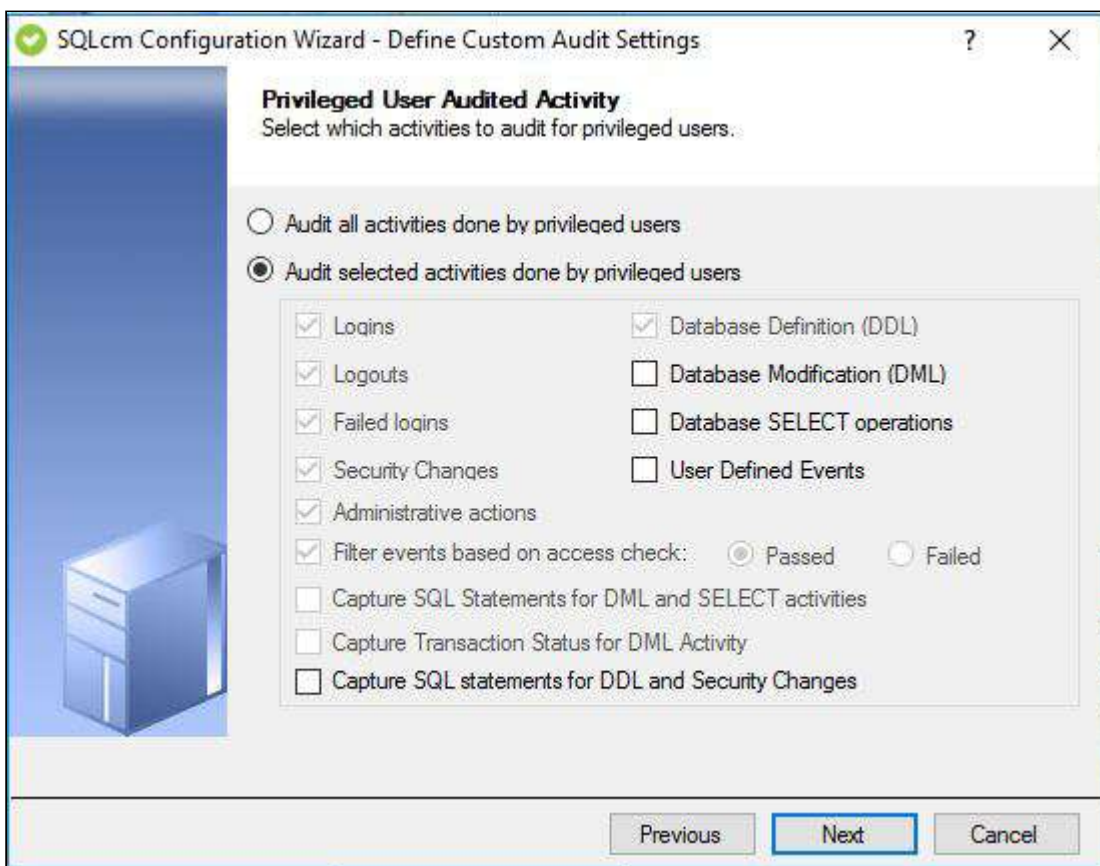 SQLcm Configuration Wizard - Define Custom Audit Settings ? ×
Privileged User Audited Activity
Select which activities to audit for privileged users.
Audit all activities done by privileged users
Audit selected activities done by privileged users
Logins Database Definition (DDL)
Logouts Database Modification (DML)
Failed logins Database SELECT operations
Security Changes User Defined Events
Administrative actions
Filter events based on access check: Passed Failed
Capture SQL Statements for DML and SELECT activities
Capture Transaction Status for DML Activity
Capture SQL statements for DDL and Security Changes
Previous Next Cancel